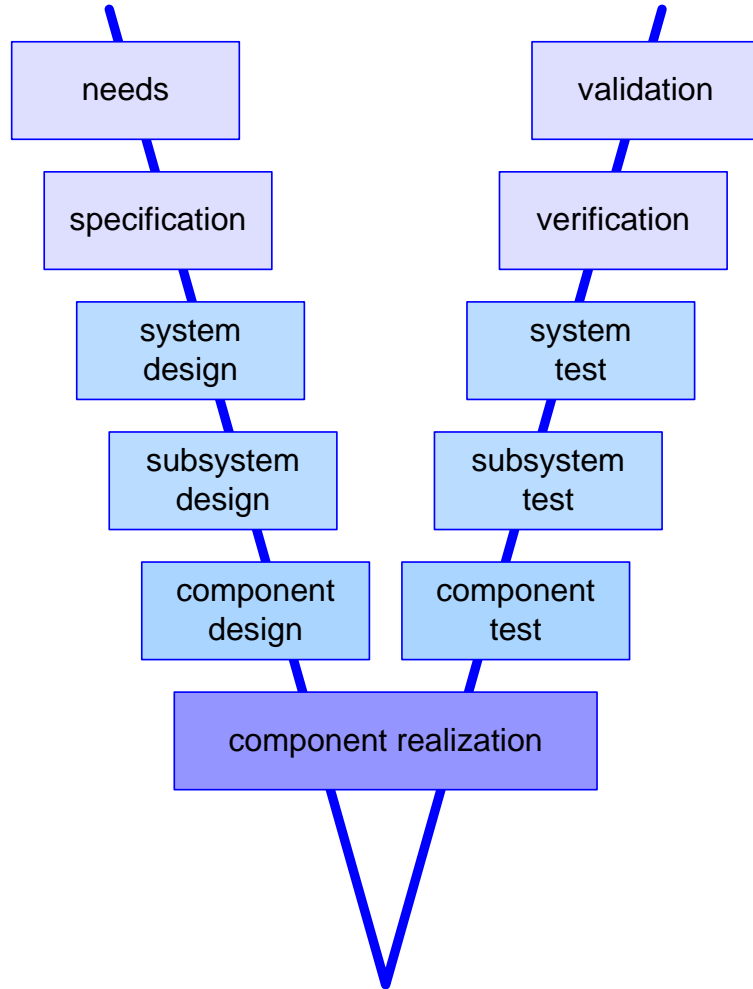 needs
validation
specification
verification
system
design
system
test
subsystem
design
subsystem
test
component
design
component
test
component realization